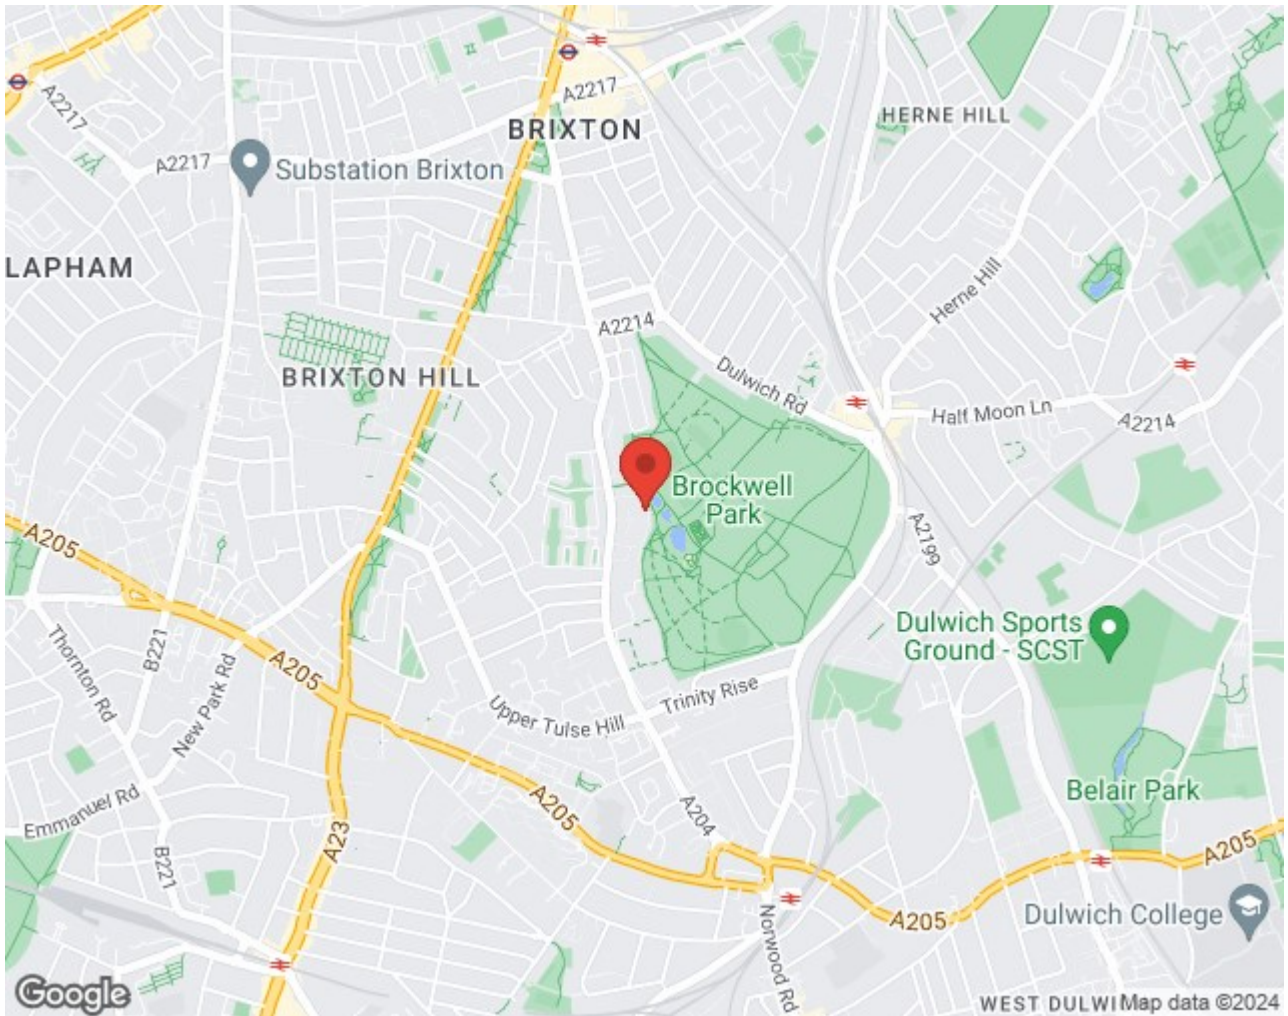 A2217
BRIXTON
HERNE HILL
A2217
A2217
Substation Brixton
LAPHAM
Herne Hill
A2214
BRIXTON HILL
Dulwich Rd
Half Moon Ln
A2214
Brockwell
Park
A205
A2199
Dulwich Sports
Ground - SCST
B221
Thornton Rd
New Park Rd
A205
Trinity Rise
Upper Tulse Hill
Belair Park
Emmanuel Rd
A205
A204
A23
B221
A205
Dulwich College
A205
Norwood Rd
Google
WEST DULWI
Map data ©2024